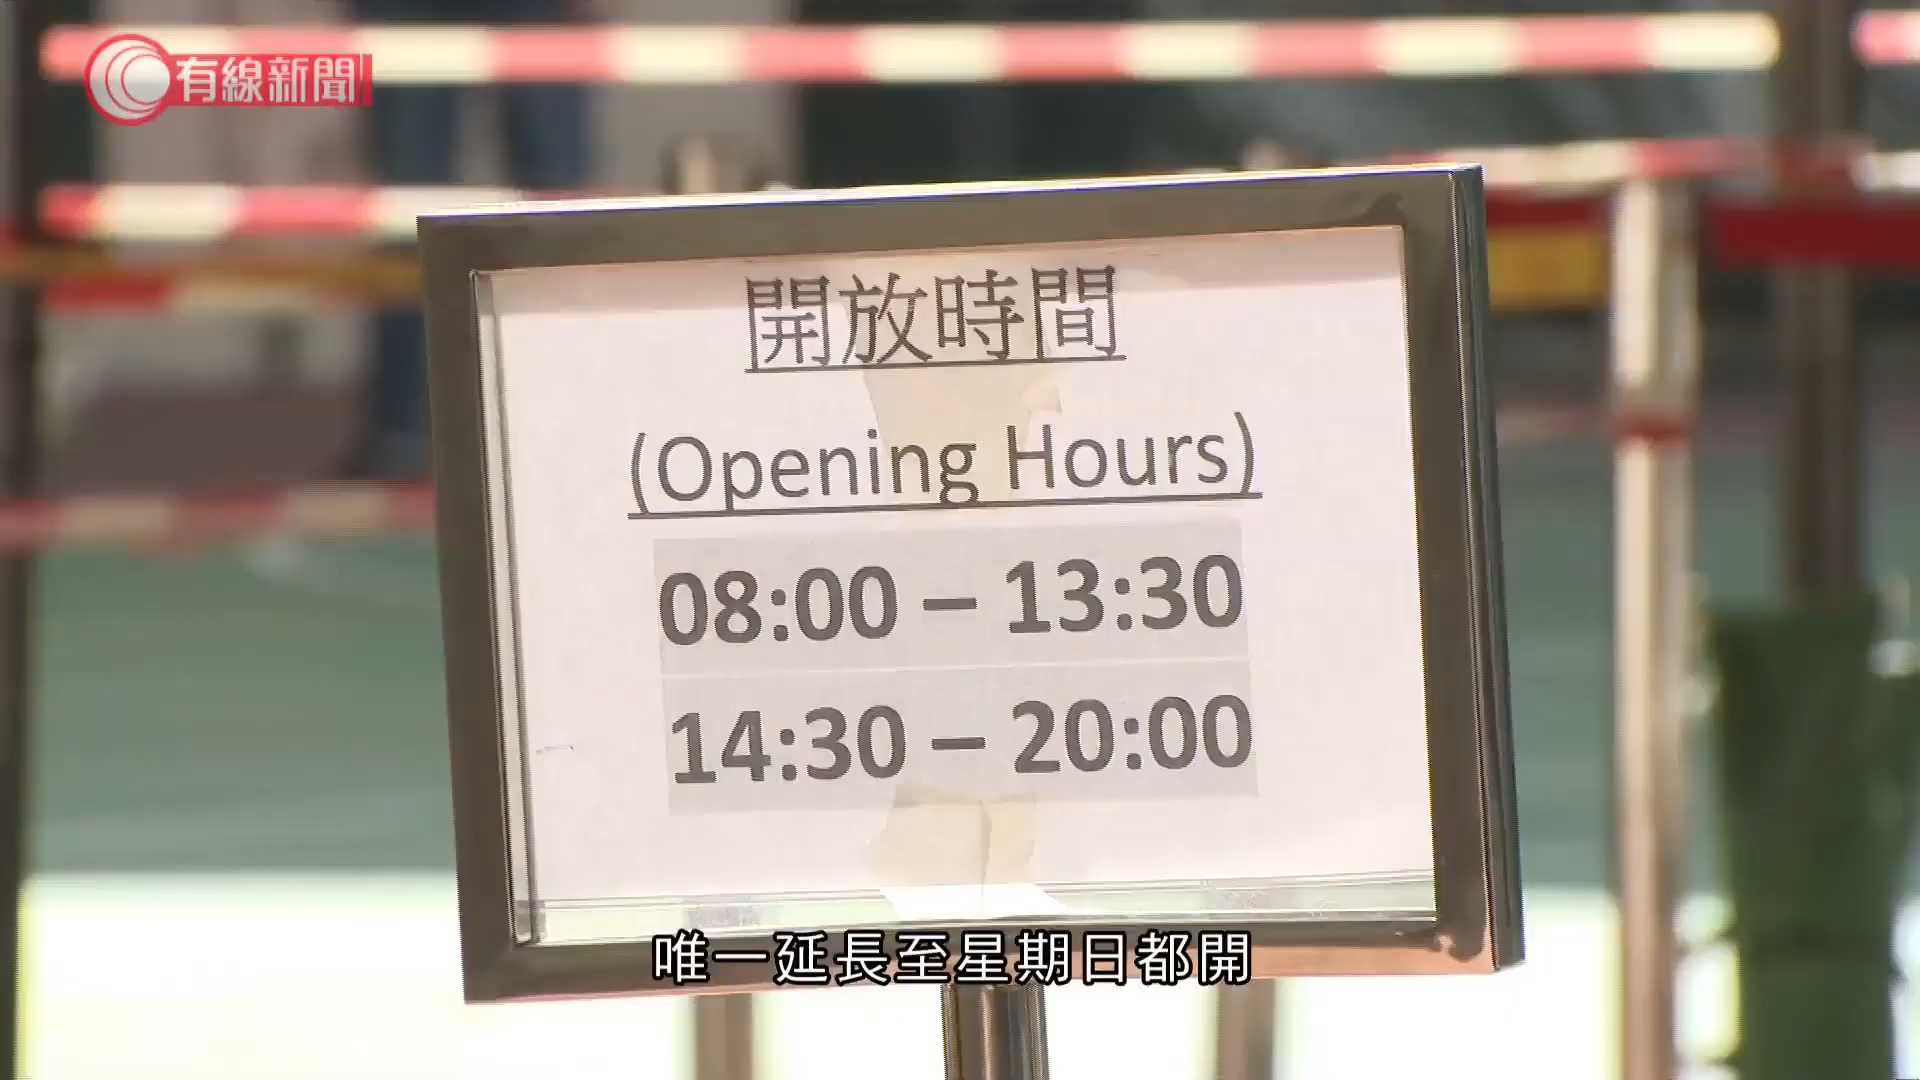 有線新聞
開放時間
(Opening Hours)
08:00 – 13:30
14:30 – 20:00
唯一延長至星期日都開